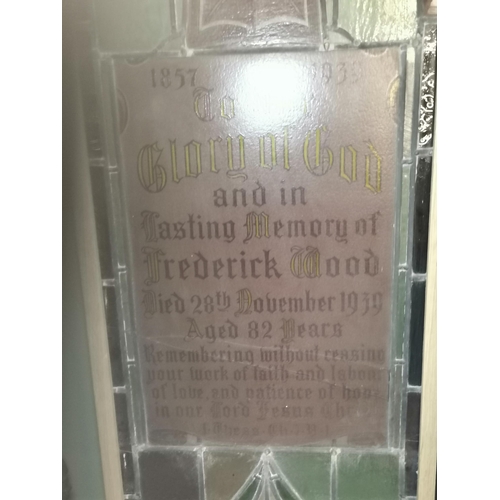 1857 1939
To
Glory of God
and in
Lasting Memory of
Frederick Wood
Died 28th November 1939
Aged 82 Years
Remembering without ceasing
your work of faith and labour
of love, and patience of hope
in our Lord Jesus